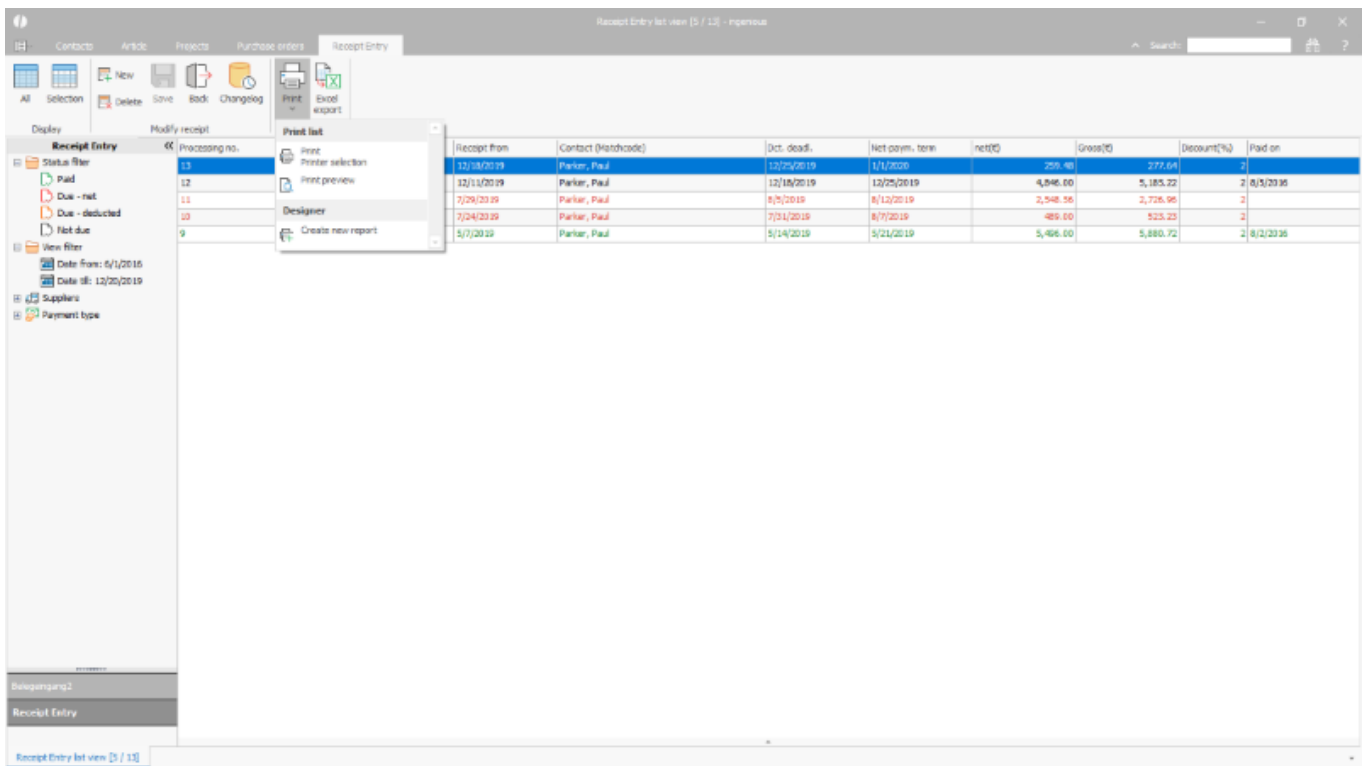 Receipt Entry list view [5 / 13] - ingenious
Contacts Article Projects Purchase orders Receipt Entry Search: ?
All Selection New Delete Save Back Changelog Print Excel export
Display Modify receipt
Print list
Print
Printer selection
Print preview
Designer
Create new report
Receipt Entry
Status filter
Paid
Due - net
Due - deducted
Not due
View filter
Date from: 6/1/2016
Date till: 12/20/2019
Suppliers
Payment type
Processing no. Receipt from Contact (Matchcode) Dct. deadl. Net paym. term net(€) Gross(€) Discount(%) Paid on
13 12/18/2019 Parker, Paul 12/25/2019 1/1/2020 259.48 277.64 2
12 12/11/2019 Parker, Paul 12/18/2019 12/25/2019 4,846.00 5,185.22 2 8/5/2016
11 7/29/2019 Parker, Paul 8/5/2019 8/12/2019 2,548.56 2,726.96 2
10 7/24/2019 Parker, Paul 7/31/2019 8/7/2019 489.00 523.23 2
9 5/7/2019 Parker, Paul 5/14/2019 5/21/2019 5,496.00 5,880.72 2 8/2/2016
Belegeingang2
Receipt Entry
Receipt Entry list view [5 / 13]